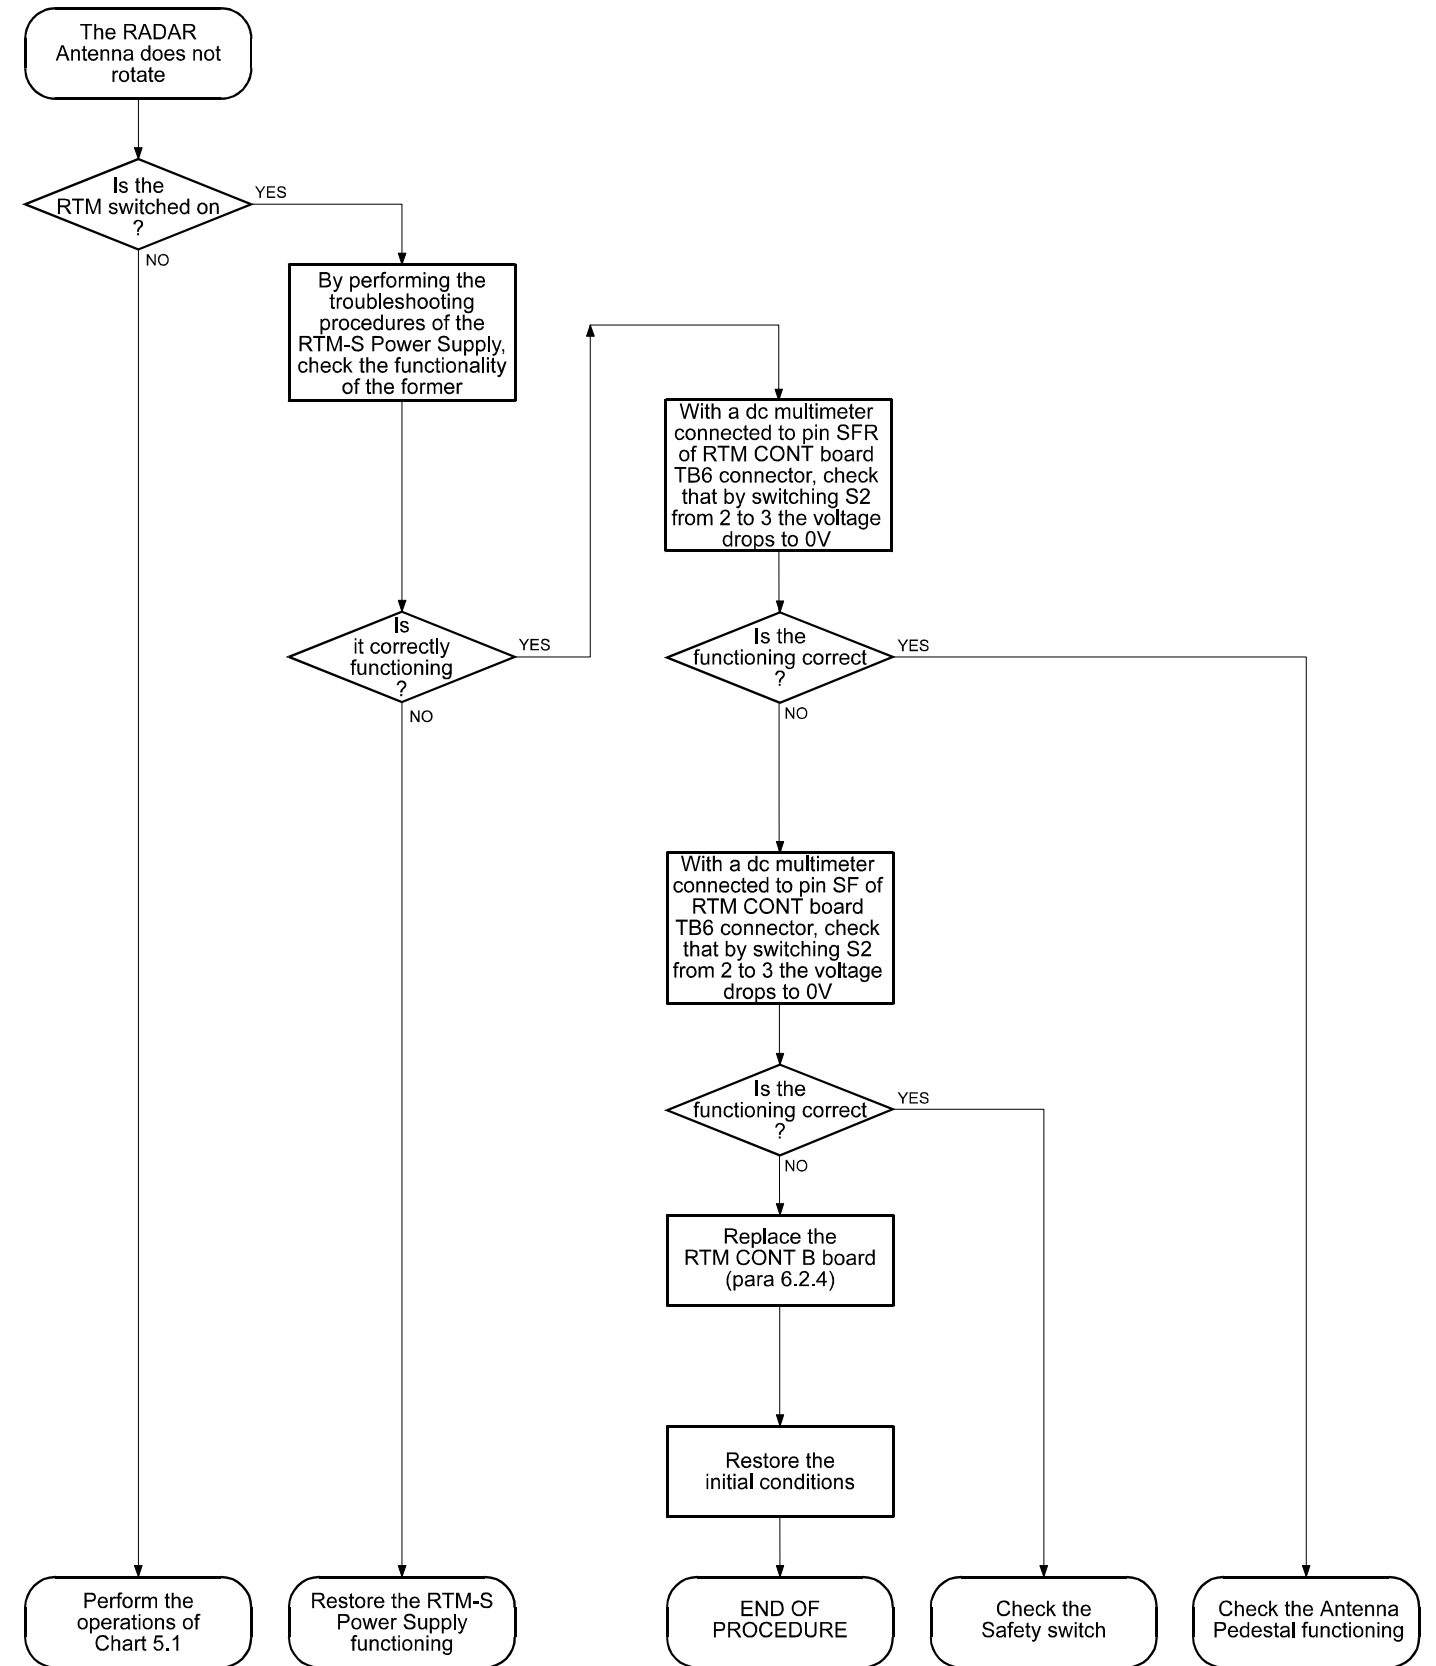 The RADAR
Antenna does not
rotate
Is the
RTM switched on
?
YES
NO
By performing the
troubleshooting
procedures of the
RTM-S Power Supply,
check the functionality
of the former
With a dc multimeter
connected to pin SFR
of RTM CONT board
TB6 connector, check
that by switching S2
from 2 to 3 the voltage
drops to 0V
Is
it correctly
functioning
?
YES
NO
Is the
functioning correct
?
YES
NO
With a dc multimeter
connected to pin SF of
RTM CONT board
TB6 connector, check
that by switching S2
from 2 to 3 the voltage
drops to 0V
Is the
functioning correct
?
YES
NO
Replace the
RTM CONT B board
(para 6.2.4)
Restore the
initial conditions
Perform the
operations of
Chart 5.1
Restore the RTM-S
Power Supply
functioning
END OF
PROCEDURE
Check the
Safety switch
Check the Antenna
Pedestal functioning